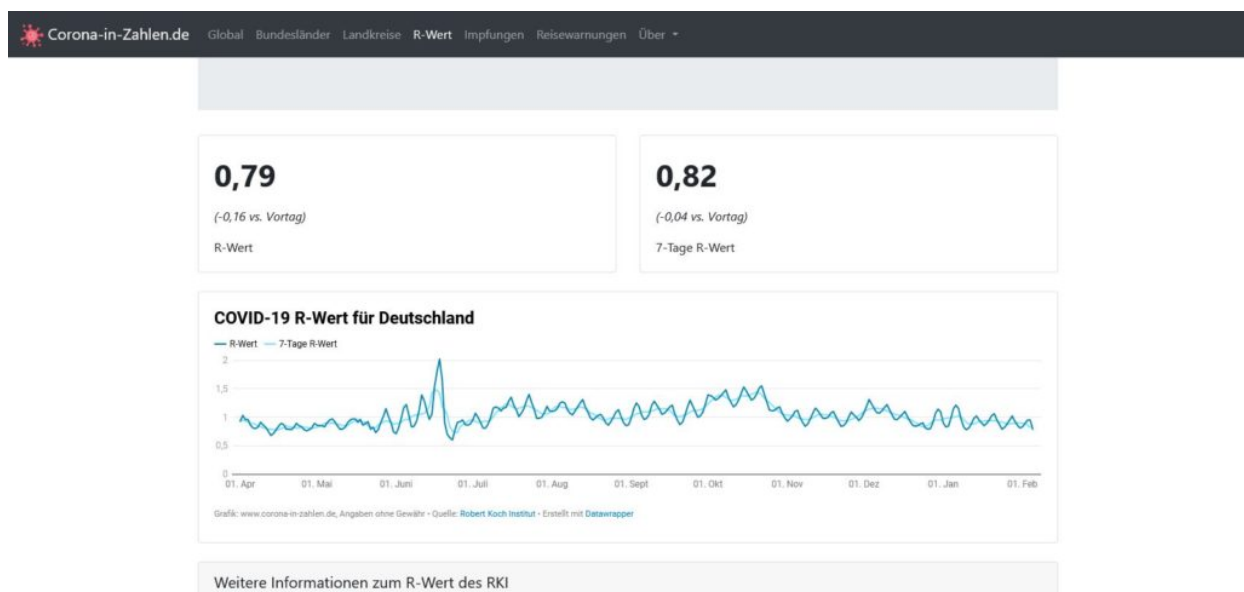 Corona-in-Zahlen.de Global Bundesländer Landkreise R-Wert Impfungen Reisewarnungen Über
0,79
(-0,16 vs. Vortag)
R-Wert
0,82
(-0,04 vs. Vortag)
7-Tage R-Wert
COVID-19 R-Wert für Deutschland
R-Wert 7-Tage R-Wert
2
1,5
1
0,5
0
01. Apr 01. Mai 01. Juni 01. Juli 01. Aug 01. Sept 01. Okt 01. Nov 01. Dez 01. Jan 01. Feb
Grafik: www.corona-in-zahlen.de, Angaben ohne Gewähr • Quelle: Robert Koch Institut • Erstellt mit Datawrapper
Weitere Informationen zum R-Wert des RKI